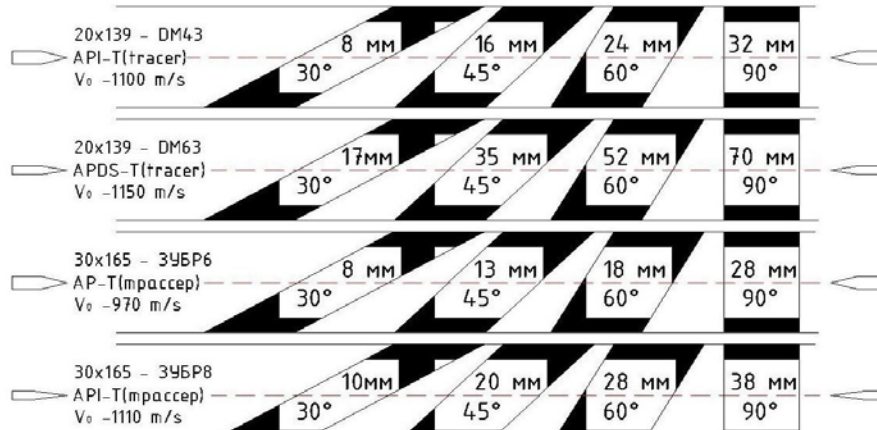 20x139 - DM43
API-T(tracer)
V₀ -1100 m/s
8 мм
30°
16 мм
45°
24 мм
60°
32 мм
90°
20x139 - DM63
APDS-T(tracer)
V₀ -1150 m/s
17мм
30°
35 мм
45°
52 мм
60°
70 мм
90°
30x165 - ЗУБР6
AP-T(трассер)
V₀ -970 m/s
8 мм
30°
13 мм
45°
18 мм
60°
28 мм
90°
30x165 - ЗУБР8
API-T(трассер)
V₀ -1110 m/s
10мм
30°
20 мм
45°
28 мм
60°
38 мм
90°